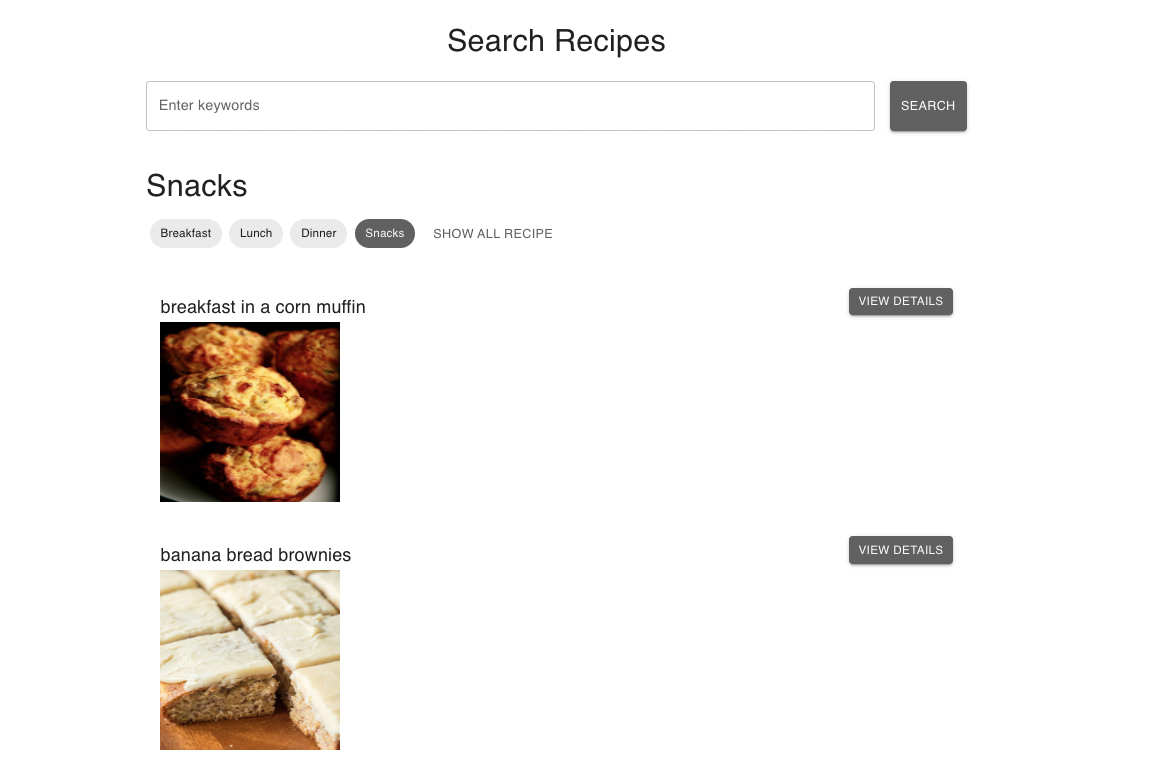 Search Recipes
Enter keywords
SEARCH
Snacks
Breakfast Lunch Dinner Snacks SHOW ALL RECIPE
breakfast in a corn muffin
VIEW DETAILS
banana bread brownies
VIEW DETAILS